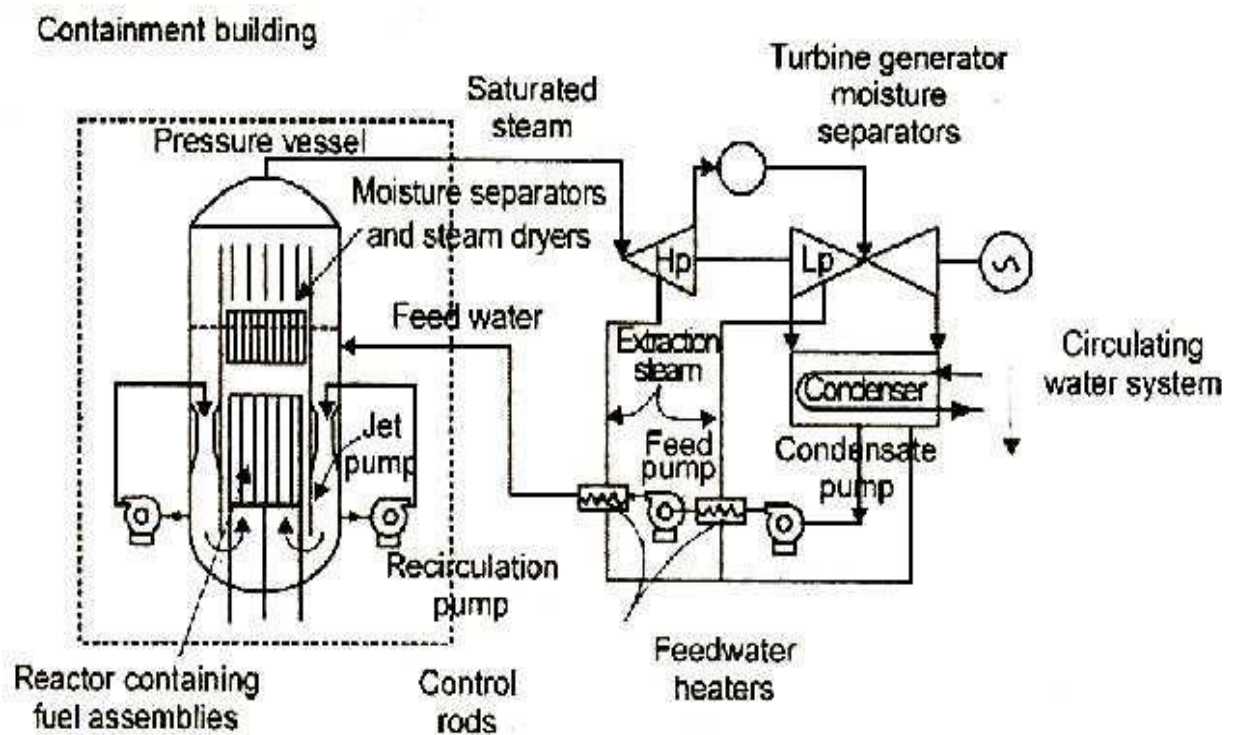 Containment building
Turbine generator
moisture
separators
Saturated
steam
Pressure vessel
Moisture separators
and steam dryers
Hp
Lp
Feed water
Extraction
steam
Circulating
water system
Condenser
Jet
pump
Feed
pump
Condensate
pump
Recirculation
pump
Feedwater
heaters
Reactor containing
fuel assemblies
Control
rods